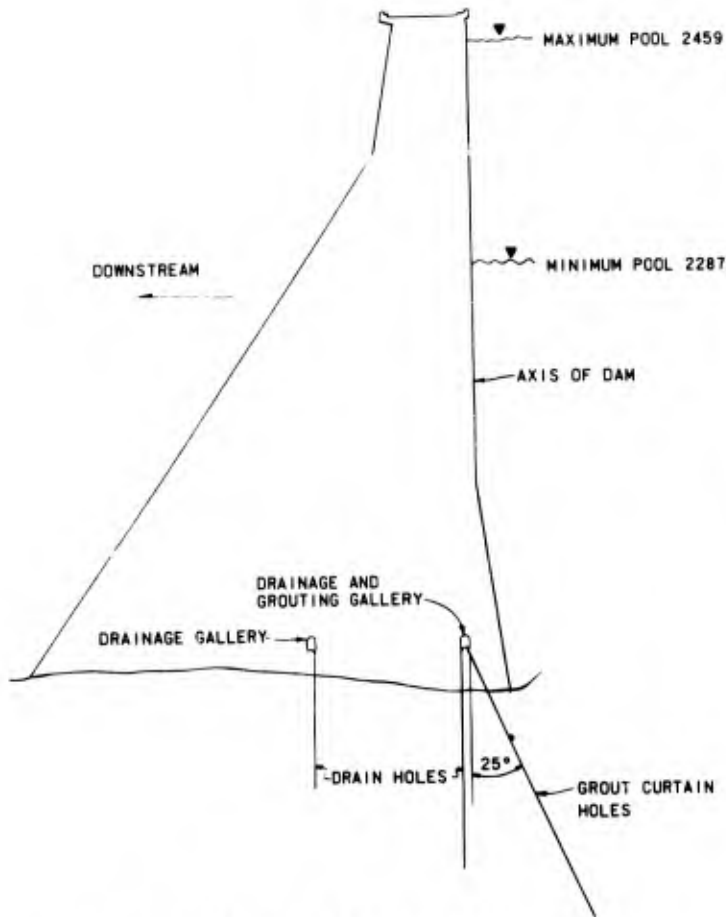 MAXIMUM POOL 2459
DOWNSTREAM
MINIMUM POOL 2287
AXIS OF DAM
DRAINAGE AND
GROUTING GALLERY
DRAINAGE GALLERY
DRAIN HOLES
25°
GROUT CURTAIN
HOLES